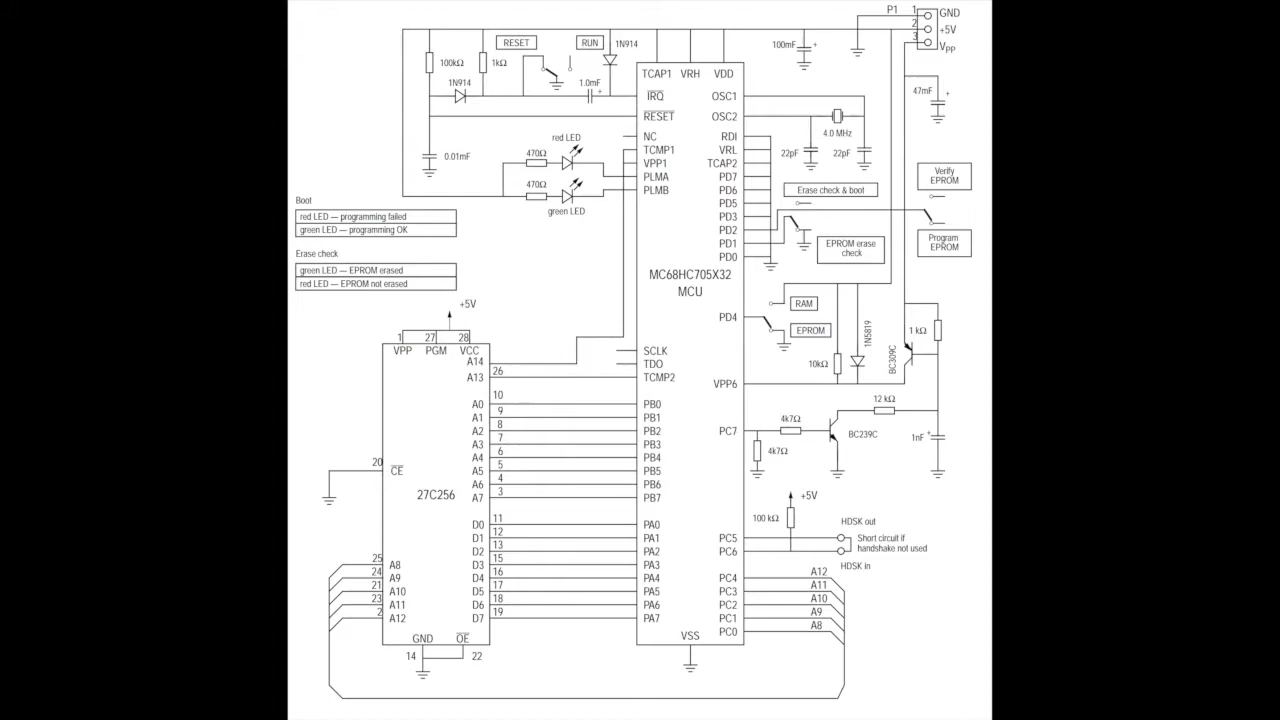 P1 1 GND
2 +5V
3 VPP
RESET RUN 1N914 100mF +
100kΩ 1kΩ
1N914 1.0mF +
47mF +
TCAP1 VRH VDD
IRQ OSC1
RESET OSC2
4.0 MHz
22pF 22pF
0.01mF
NC RDI
TCMP1 VRL
VPP1 TCAP2
PLMA PD7
PLMB PD6
PD5
PD3
PD2
PD1
PD0
red LED
470Ω
470Ω
green LED
Erase check & boot
Verify
EPROM
Program
EPROM
EPROM erase
check
Boot
red LED — programming failed
green LED — programming OK
Erase check
green LED — EPROM erased
red LED — EPROM not erased
MC68HC705X32
MCU
RAM
PD4
EPROM
+5V
1 27 28
VPP PGM VCC
A14 SCLK
TDO
A13 26 TCMP2
10kΩ 1N5819 BC309C 1 kΩ
VPP6
12 kΩ
A0 10 PB0
A1 9 PB1
A2 8 PB2
A3 7 PB3
A4 6 PB4
A5 5 PB5
A6 4 PB6
A7 3 PB7
PC7 4k7Ω BC239C 1nF +
4k7Ω
20 CE
27C256
+5V
100 kΩ
D0 11 PA0
D1 12 PA1
D2 13 PA2
D3 15 PA3
D4 16 PA4
D5 17 PA5
D6 18 PA6
D7 19 PA7
HDSK out
PC5 Short circuit if
PC6 handshake not used
HDSK in
25 A8
24 A9
21 A10
23 A11
2 A12
PC4 A12
PC3 A11
PC2 A10
PC1 A9
PC0 A8
GND OE VSS
14 22